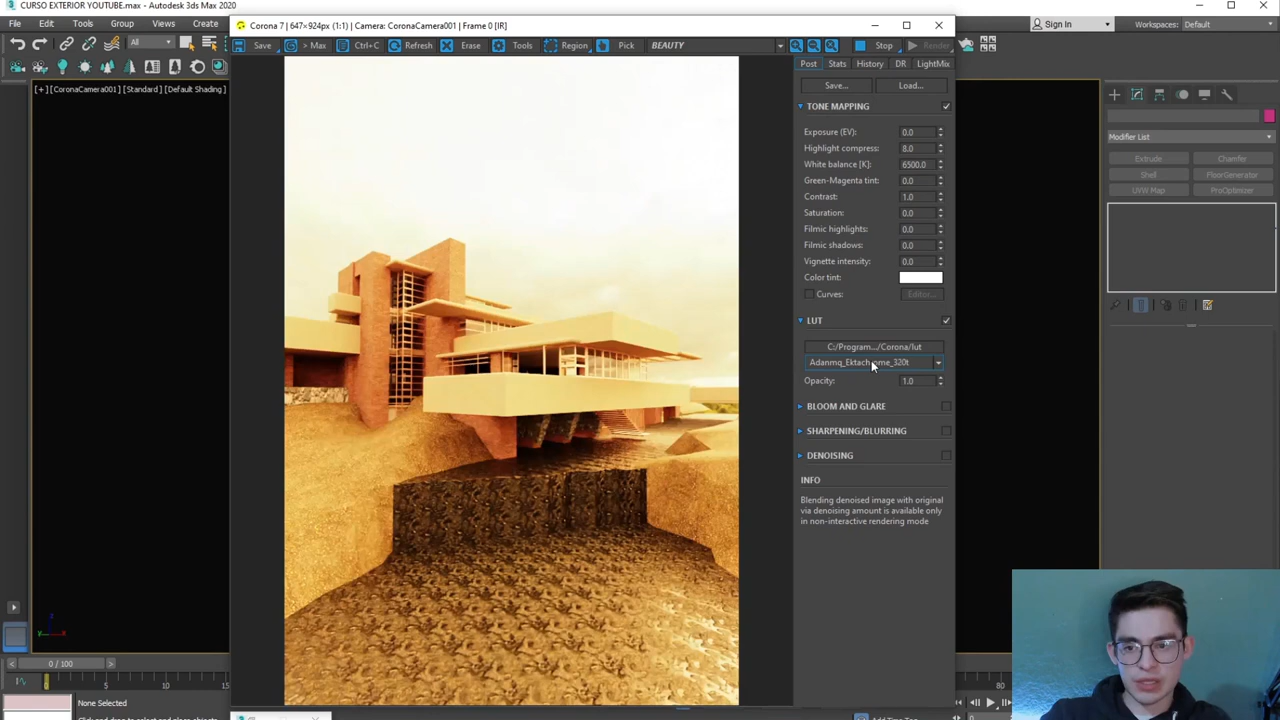 CURSO EXTERIOR YOUTUBE.max - Autodesk 3ds Max 2020
File Edit Tools Group Views Create
Sign In Workspaces: Default
Corona 7 | 647×924px (1:1) | Camera: CoronaCamera001 | Frame 0 [IR]
All
Save > Max Ctrl+C Refresh Erase Tools Region Pick BEAUTY Stop Render
Post Stats History DR LightMix
[+] [CoronaCamera001] [Standard] [Default Shading]
Save... Load...
TONE MAPPING
Exposure (EV): 0.0
Highlight compress: 8.0
White balance [K]: 6500.0
Green-Magenta tint: 0.0
Contrast: 1.0
Saturation: 0.0
Filmic highlights: 0.0
Filmic shadows: 0.0
Vignette intensity: 0.0
Color tint:
Curves: Editor...
LUT
C:/Program.../Corona/lut
Opacity: 1.0
BLOOM AND GLARE
SHARPENING/BLURRING
DENOISING
INFO
Blending denoised image with original
via denoising amount is available only
in non-interactive rendering mode
Modifier List
Extrude Chamfer
Shell FloorGenerator
UVW Map ProOptimizer
z
y x
0 / 100
0 5 10 15 80
None Selected